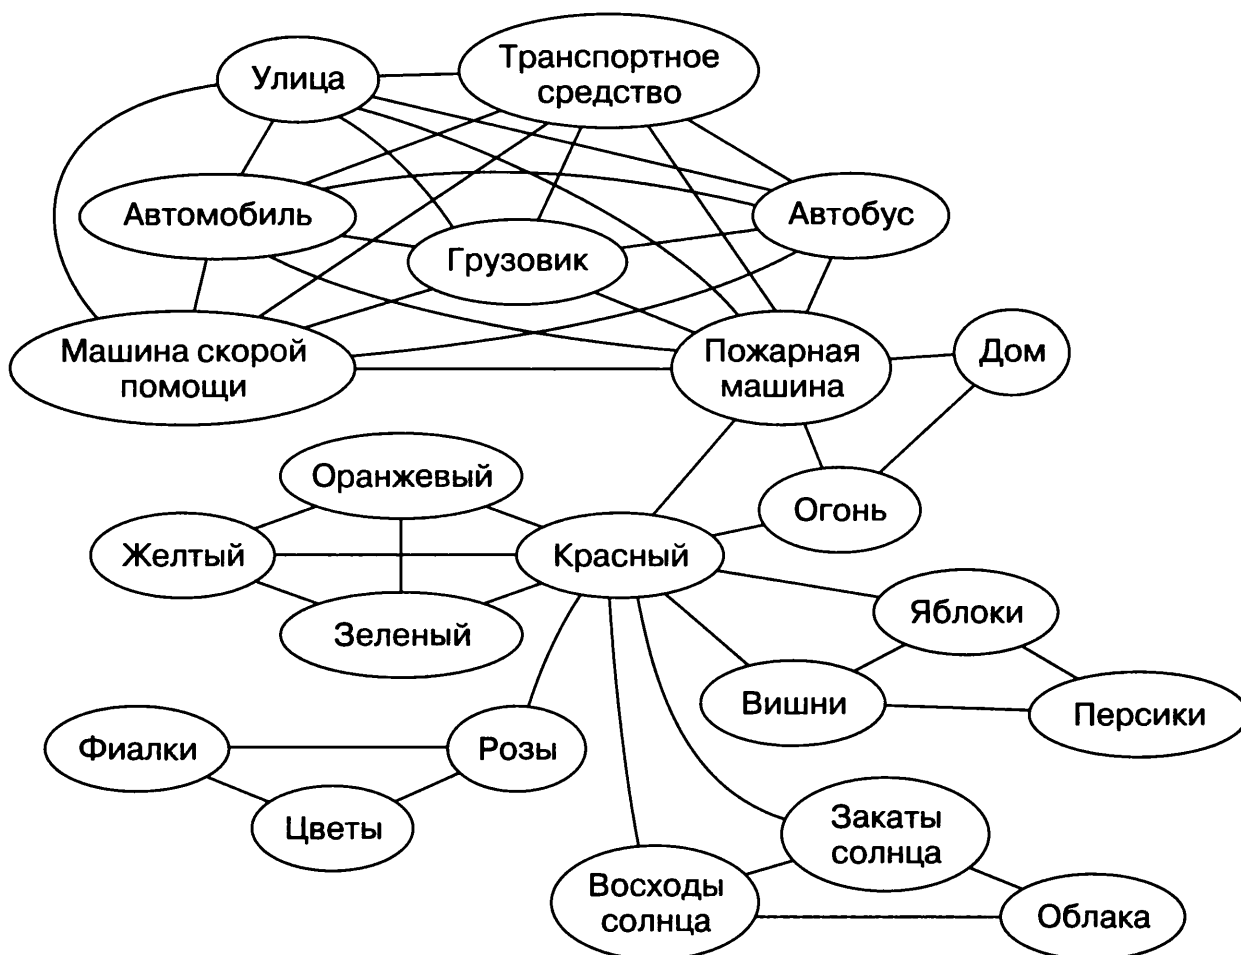 Улица
Транспортное
средство
Автомобиль
Автобус
Грузовик
Машина скорой
помощи
Пожарная
машина
Дом
Оранжевый
Огонь
Желтый
Красный
Зеленый
Яблоки
Вишни
Персики
Фиалки
Розы
Цветы
Закаты
солнца
Восходы
солнца
Облака